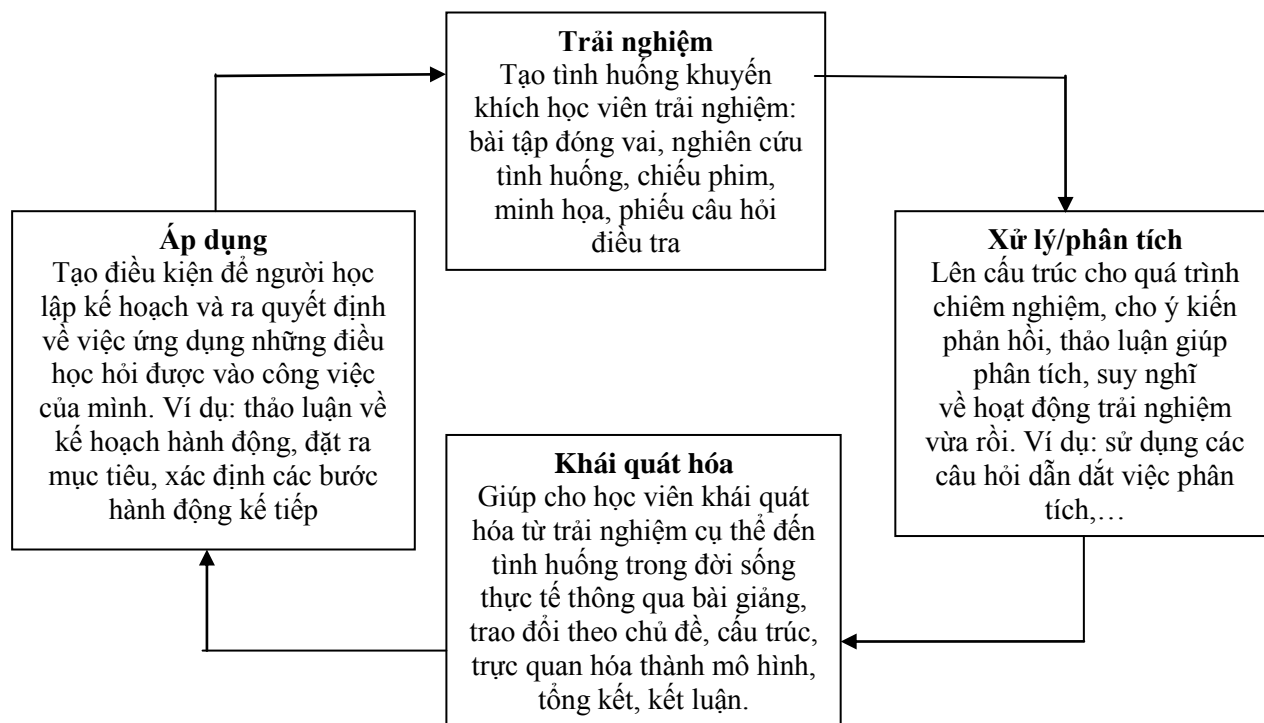 Trải nghiệm
Tạo tình huống khuyến
khích học viên trải nghiệm:
bài tập đóng vai, nghiên cứu
tình huống, chiếu phim,
minh họa, phiếu câu hỏi
điều tra
Áp dụng
Tạo điều kiện để người học
lập kế hoạch và ra quyết định
về việc ứng dụng những điều
học hỏi được vào công việc
của mình. Ví dụ: thảo luận về
kế hoạch hành động, đặt ra
mục tiêu, xác định các bước
hành động kế tiếp
Xử lý/phân tích
Lên cấu trúc cho quá trình
chiêm nghiệm, cho ý kiến
phản hồi, thảo luận giúp
phân tích, suy nghĩ
về hoạt động trải nghiệm
vừa rồi. Ví dụ: sử dụng các
câu hỏi dẫn dắt việc phân
tích,…
Khái quát hóa
Giúp cho học viên khái quát
hóa từ trải nghiệm cụ thể đến
tình huống trong đời sống
thực tế thông qua bài giảng,
trao đổi theo chủ đề, cấu trúc,
trực quan hóa thành mô hình,
tổng kết, kết luận.